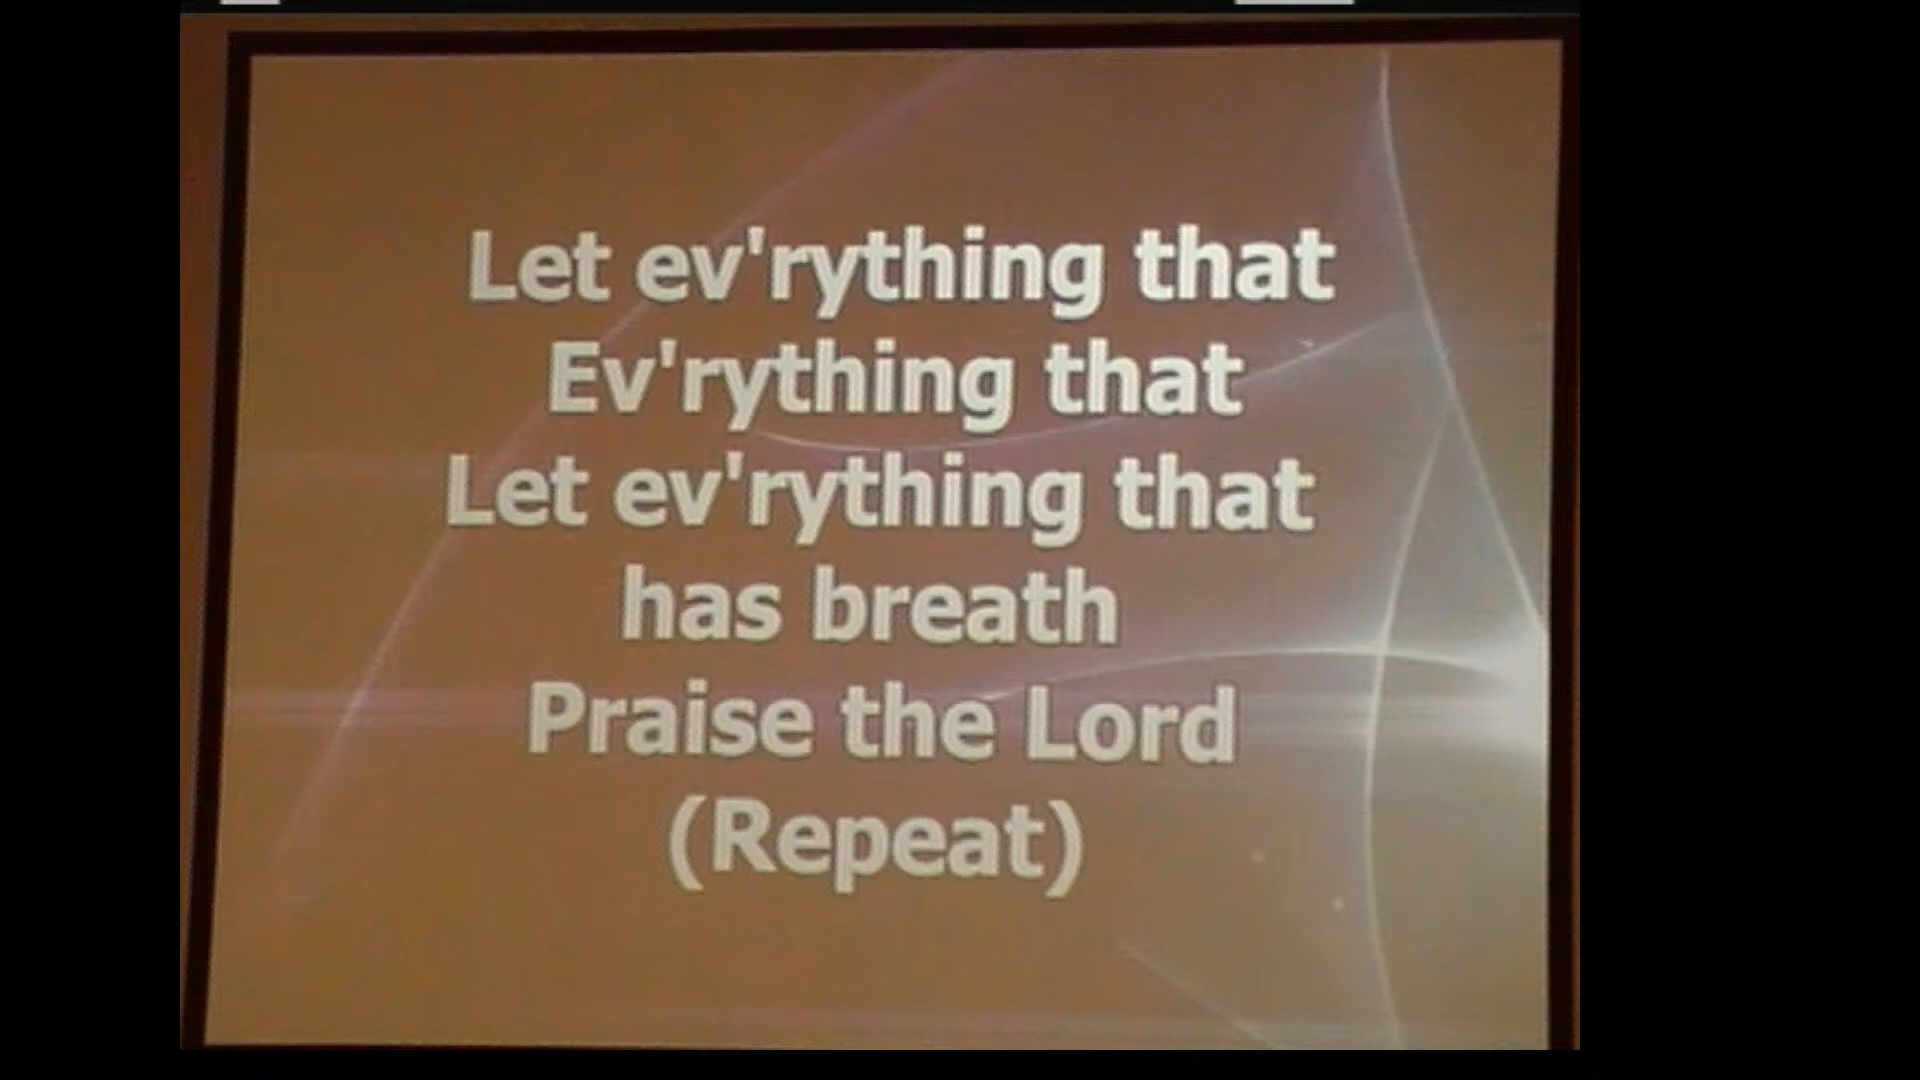 Let ev'rything that
Ev'rything that
Let ev'rything that
has breath
Praise the Lord
(Repeat)